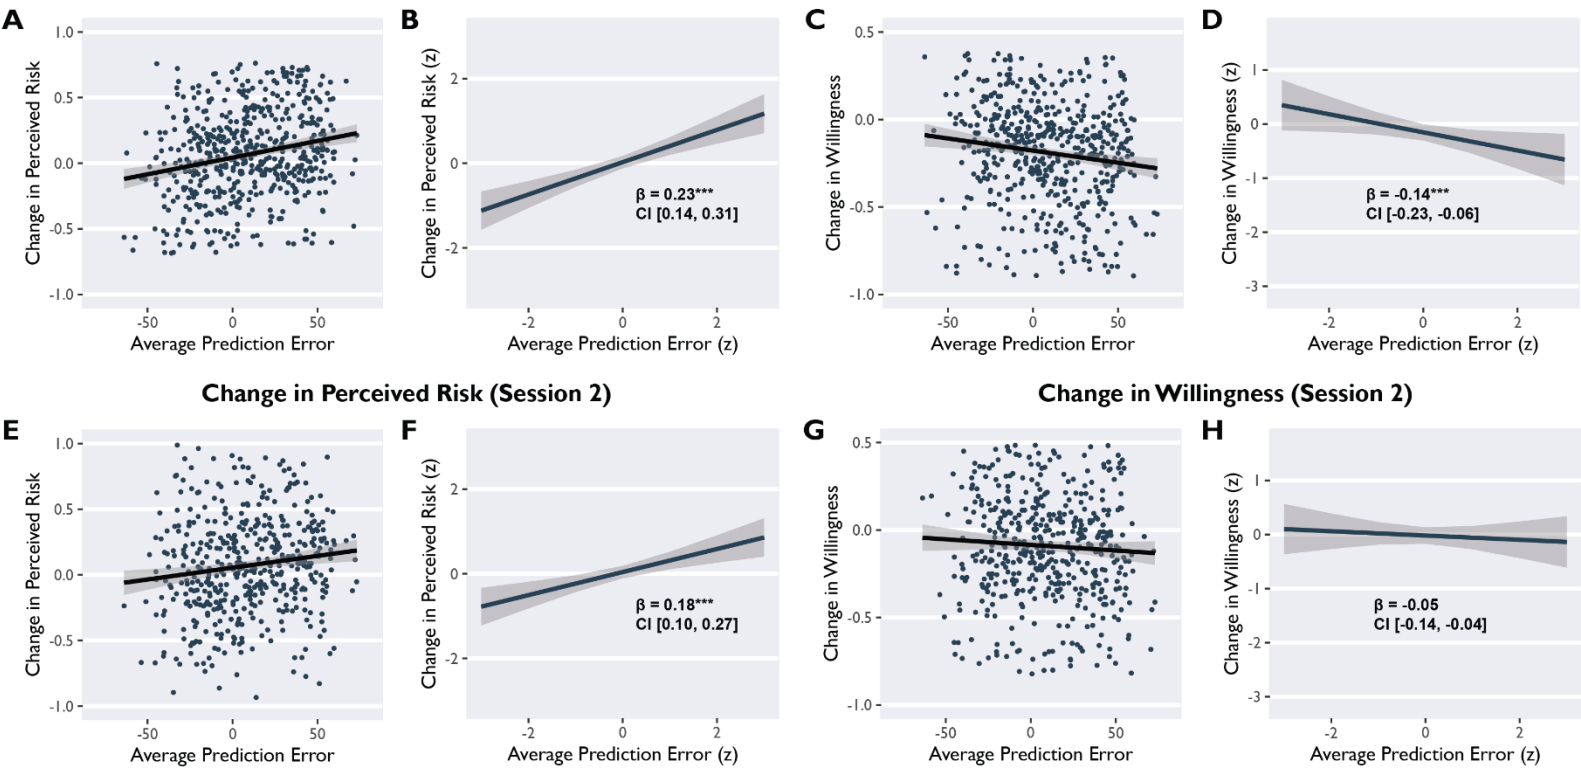 A
B
C
D
Change in Perceived Risk
1.0
0.5
0.0
-0.5
-1.0
-50
0
50
Average Prediction Error
Change in Perceived Risk (z)
2
0
-2
β = 0.23***
CI [0.14, 0.31]
-2
0
2
Average Prediction Error (z)
Change in Willingness
0.5
0.0
-0.5
-1.0
-50
0
50
Average Prediction Error
Change in Willingness (z)
1
0
-1
-2
-3
β = -0.14***
CI [-0.23, -0.06]
-2
0
2
Average Prediction Error (z)
Change in Perceived Risk (Session 2)
Change in Willingness (Session 2)
E
F
G
H
Change in Perceived Risk
1.0
0.5
0.0
-0.5
-1.0
-50
0
50
Average Prediction Error
Change in Perceived Risk (z)
2
0
-2
β = 0.18***
CI [0.10, 0.27]
-2
0
2
Average Prediction Error (z)
Change in Willingness
0.5
0.0
-0.5
-1.0
-50
0
50
Average Prediction Error
Change in Willingness (z)
1
0
-1
-2
-3
β = -0.05
CI [-0.14, -0.04]
-2
0
2
Average Prediction Error (z)